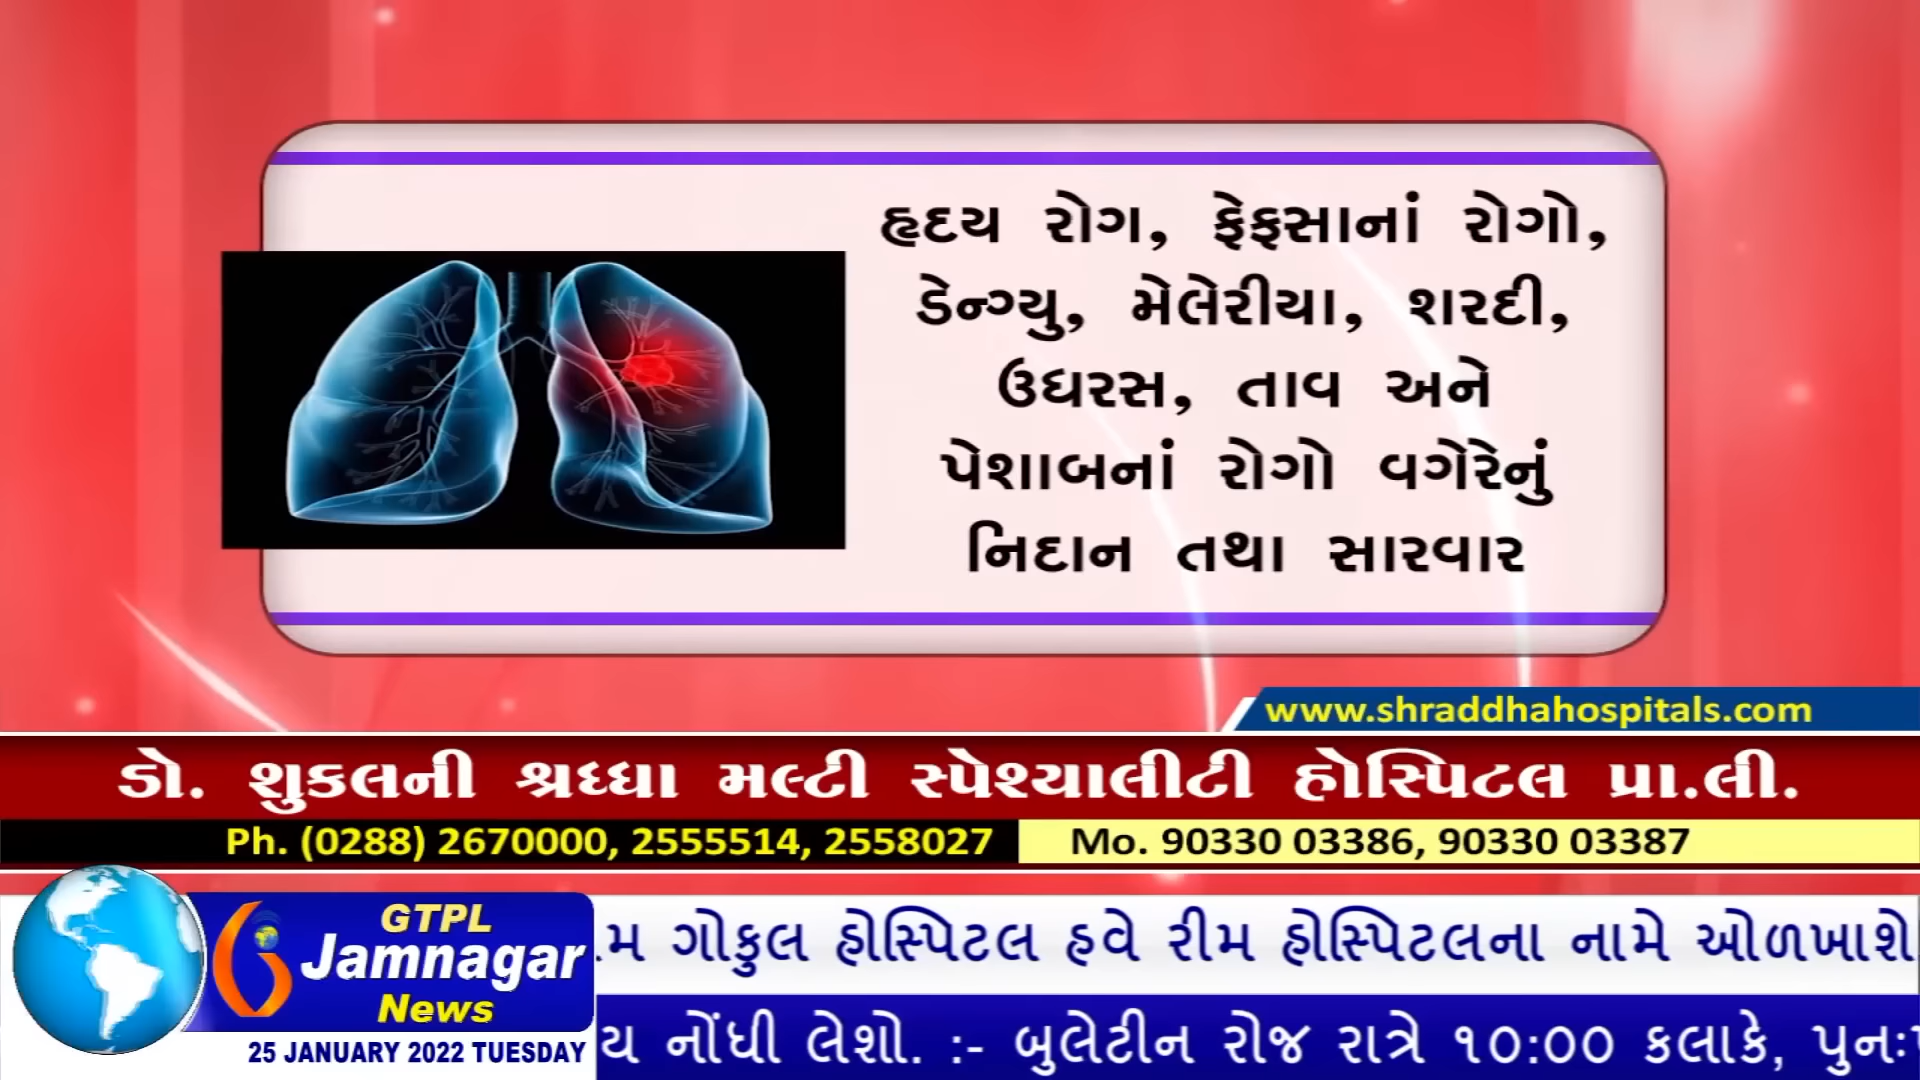 હૃદય રોગ, ફેફસાનાં રોગો,
ડેન્ગ્યુ, મેલેરીયા, શરદી,
ઉધરસ, તાવ અને
પેશાબનાં રોગો વગેરેનું
નિદાન તથા સારવાર
www.shraddhahospitals.com
ડો. શુકલની શ્રધ્ધા મલ્ટી સ્પેશ્યાલીટી હોસ્પિટલ પ્રા.લી.
Ph. (0288) 2670000, 2555514, 2558027 Mo. 90330 03386, 90330 03387
GTPL
Jamnagar
News
25 JANUARY 2022 TUESDAY
ગોકુલ હોસ્પિટલ હવે રીમ હોસ્પિટલના નામે ઓળખાશે
નોંધી લેશો. :- બુલેટીન રોજ રાત્રે ૧૦:૦૦ કલાકે,